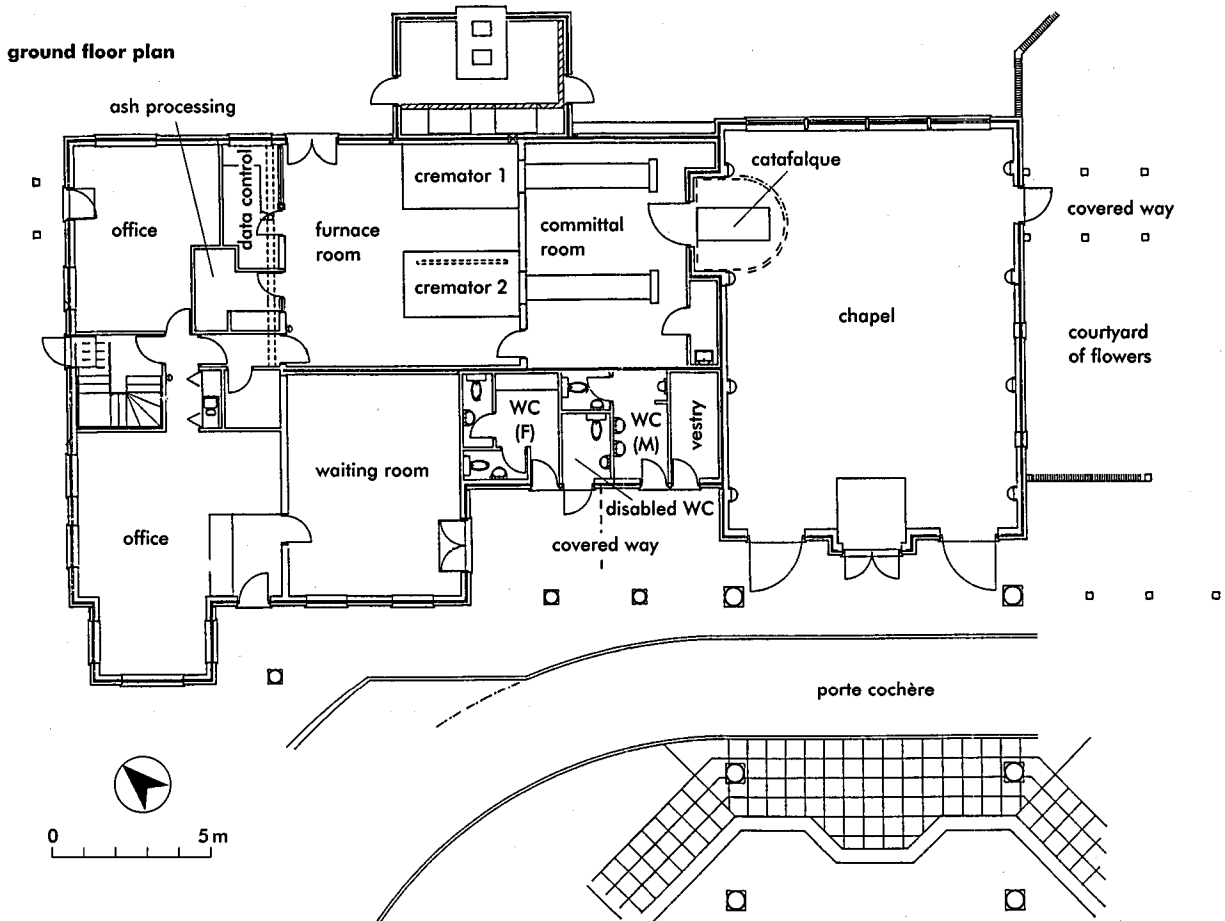 ground floor plan
ash processing
data control
office
furnace
room
cremator 1
cremator 2
committal
room
catafalque
covered way
chapel
courtyard
of flowers
WC
(F)
WC
(M)
vestry
waiting room
disabled WC
office
covered way
porte cochère
0 5 m